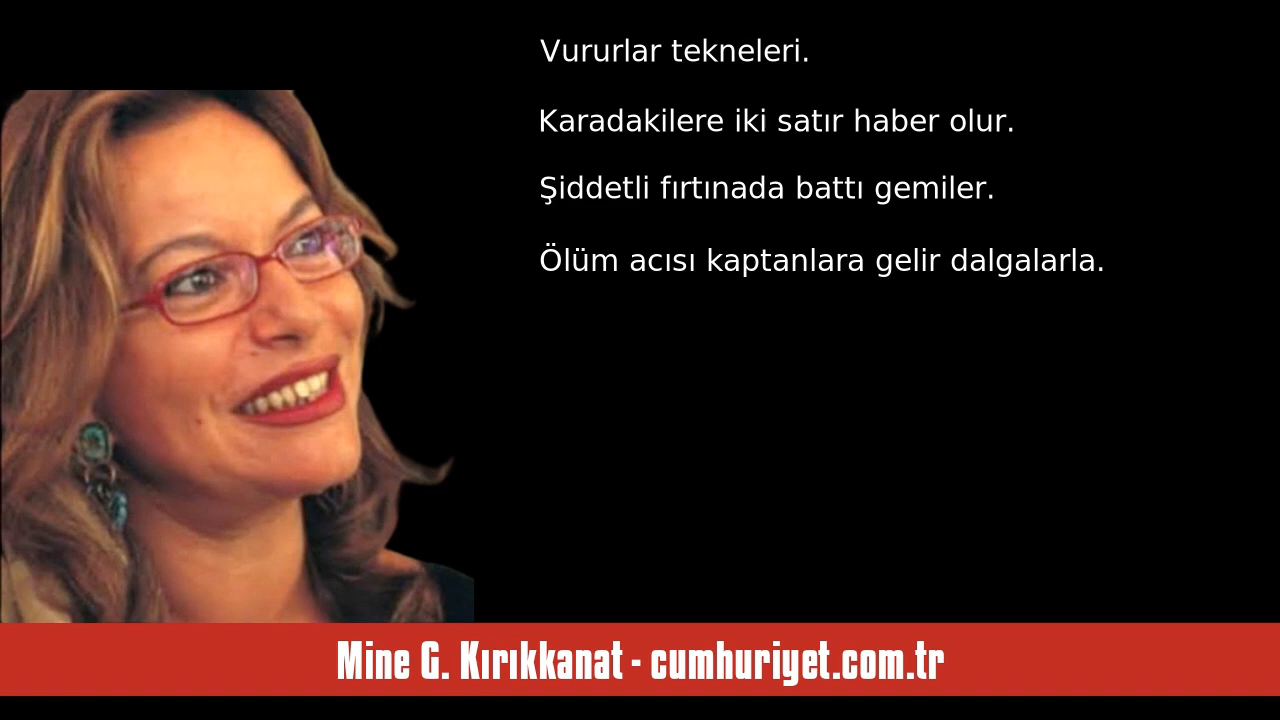 Vururlar tekneleri.
Karadakilere iki satır haber olur.
Şiddetli fırtınada battı gemiler.
Ölüm acısı kaptanlara gelir dalgalarla.
Mine G. Kırıkkanat - cumhuriyet.com.tr